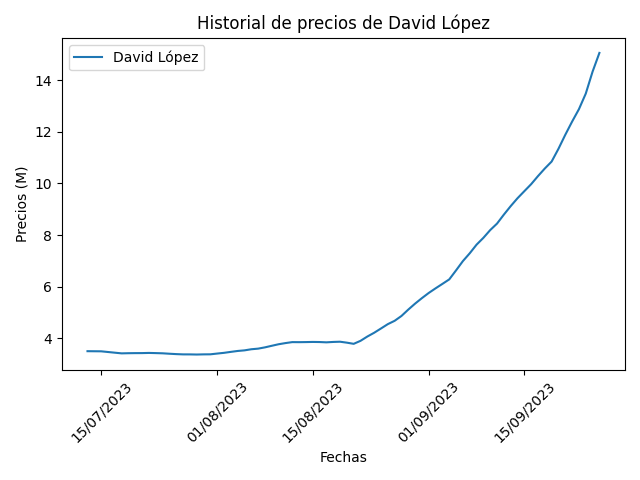 Historial de precios de David López
David López
Precios (M)
14
12
10
8
6
4
15/07/2023
01/08/2023
15/08/2023
01/09/2023
15/09/2023
Fechas